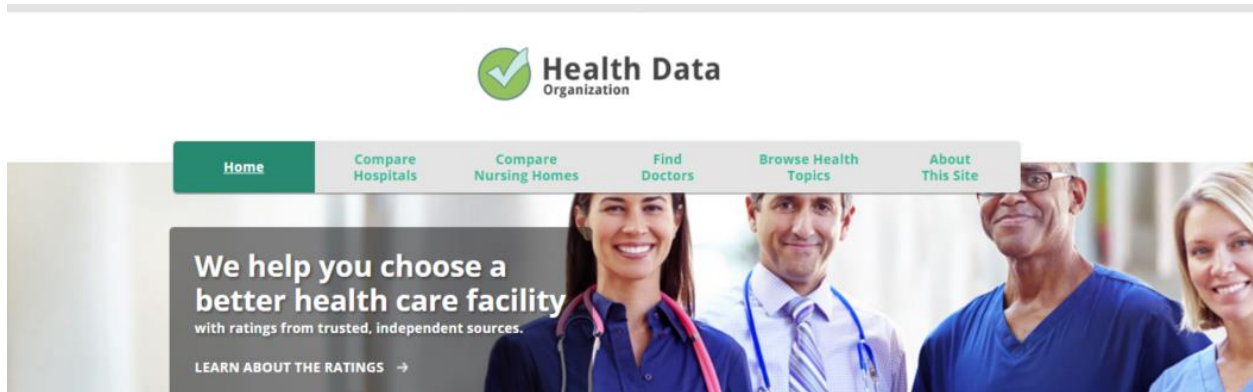 Health Data
Organization
Home
Compare
Hospitals
Compare
Nursing Homes
Find
Doctors
Browse Health
Topics
About
This Site
We help you choose a
better health care facility
with ratings from trusted, independent sources.
LEARN ABOUT THE RATINGS →